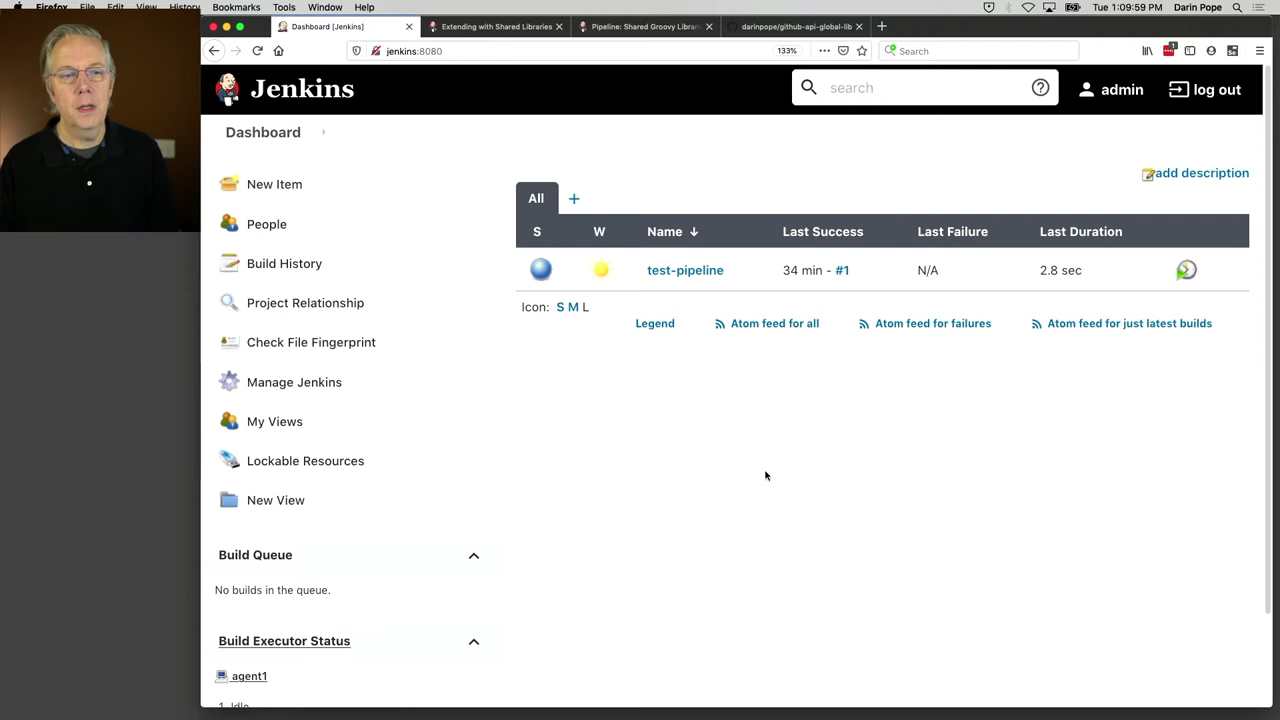 Firefox File Edit View History Bookmarks Tools Window Help Tue 1:09:59 PM Darin Pope
Dashboard [Jenkins] Extending with Shared Libraries Pipeline: Shared Groovy Librari darinpope/github-api-global-lib
jenkins:8080 133% Search
Jenkins search admin log out
Dashboard
add description
New Item
People
Build History
Project Relationship
Check File Fingerprint
Manage Jenkins
My Views
Lockable Resources
New View
All +
S W Name ↓ Last Success Last Failure Last Duration
test-pipeline 34 min - #1 N/A 2.8 sec
Icon: S M L
Legend Atom feed for all Atom feed for failures Atom feed for just latest builds
Build Queue
No builds in the queue.
Build Executor Status
agent1
1 Idle